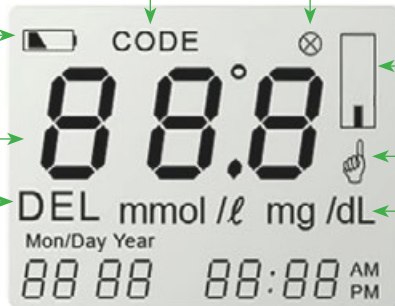 CODE
88.8
DEL mmol /ℓ mg /dL
Mon/Day Year
88 88 88:88 AM
PM